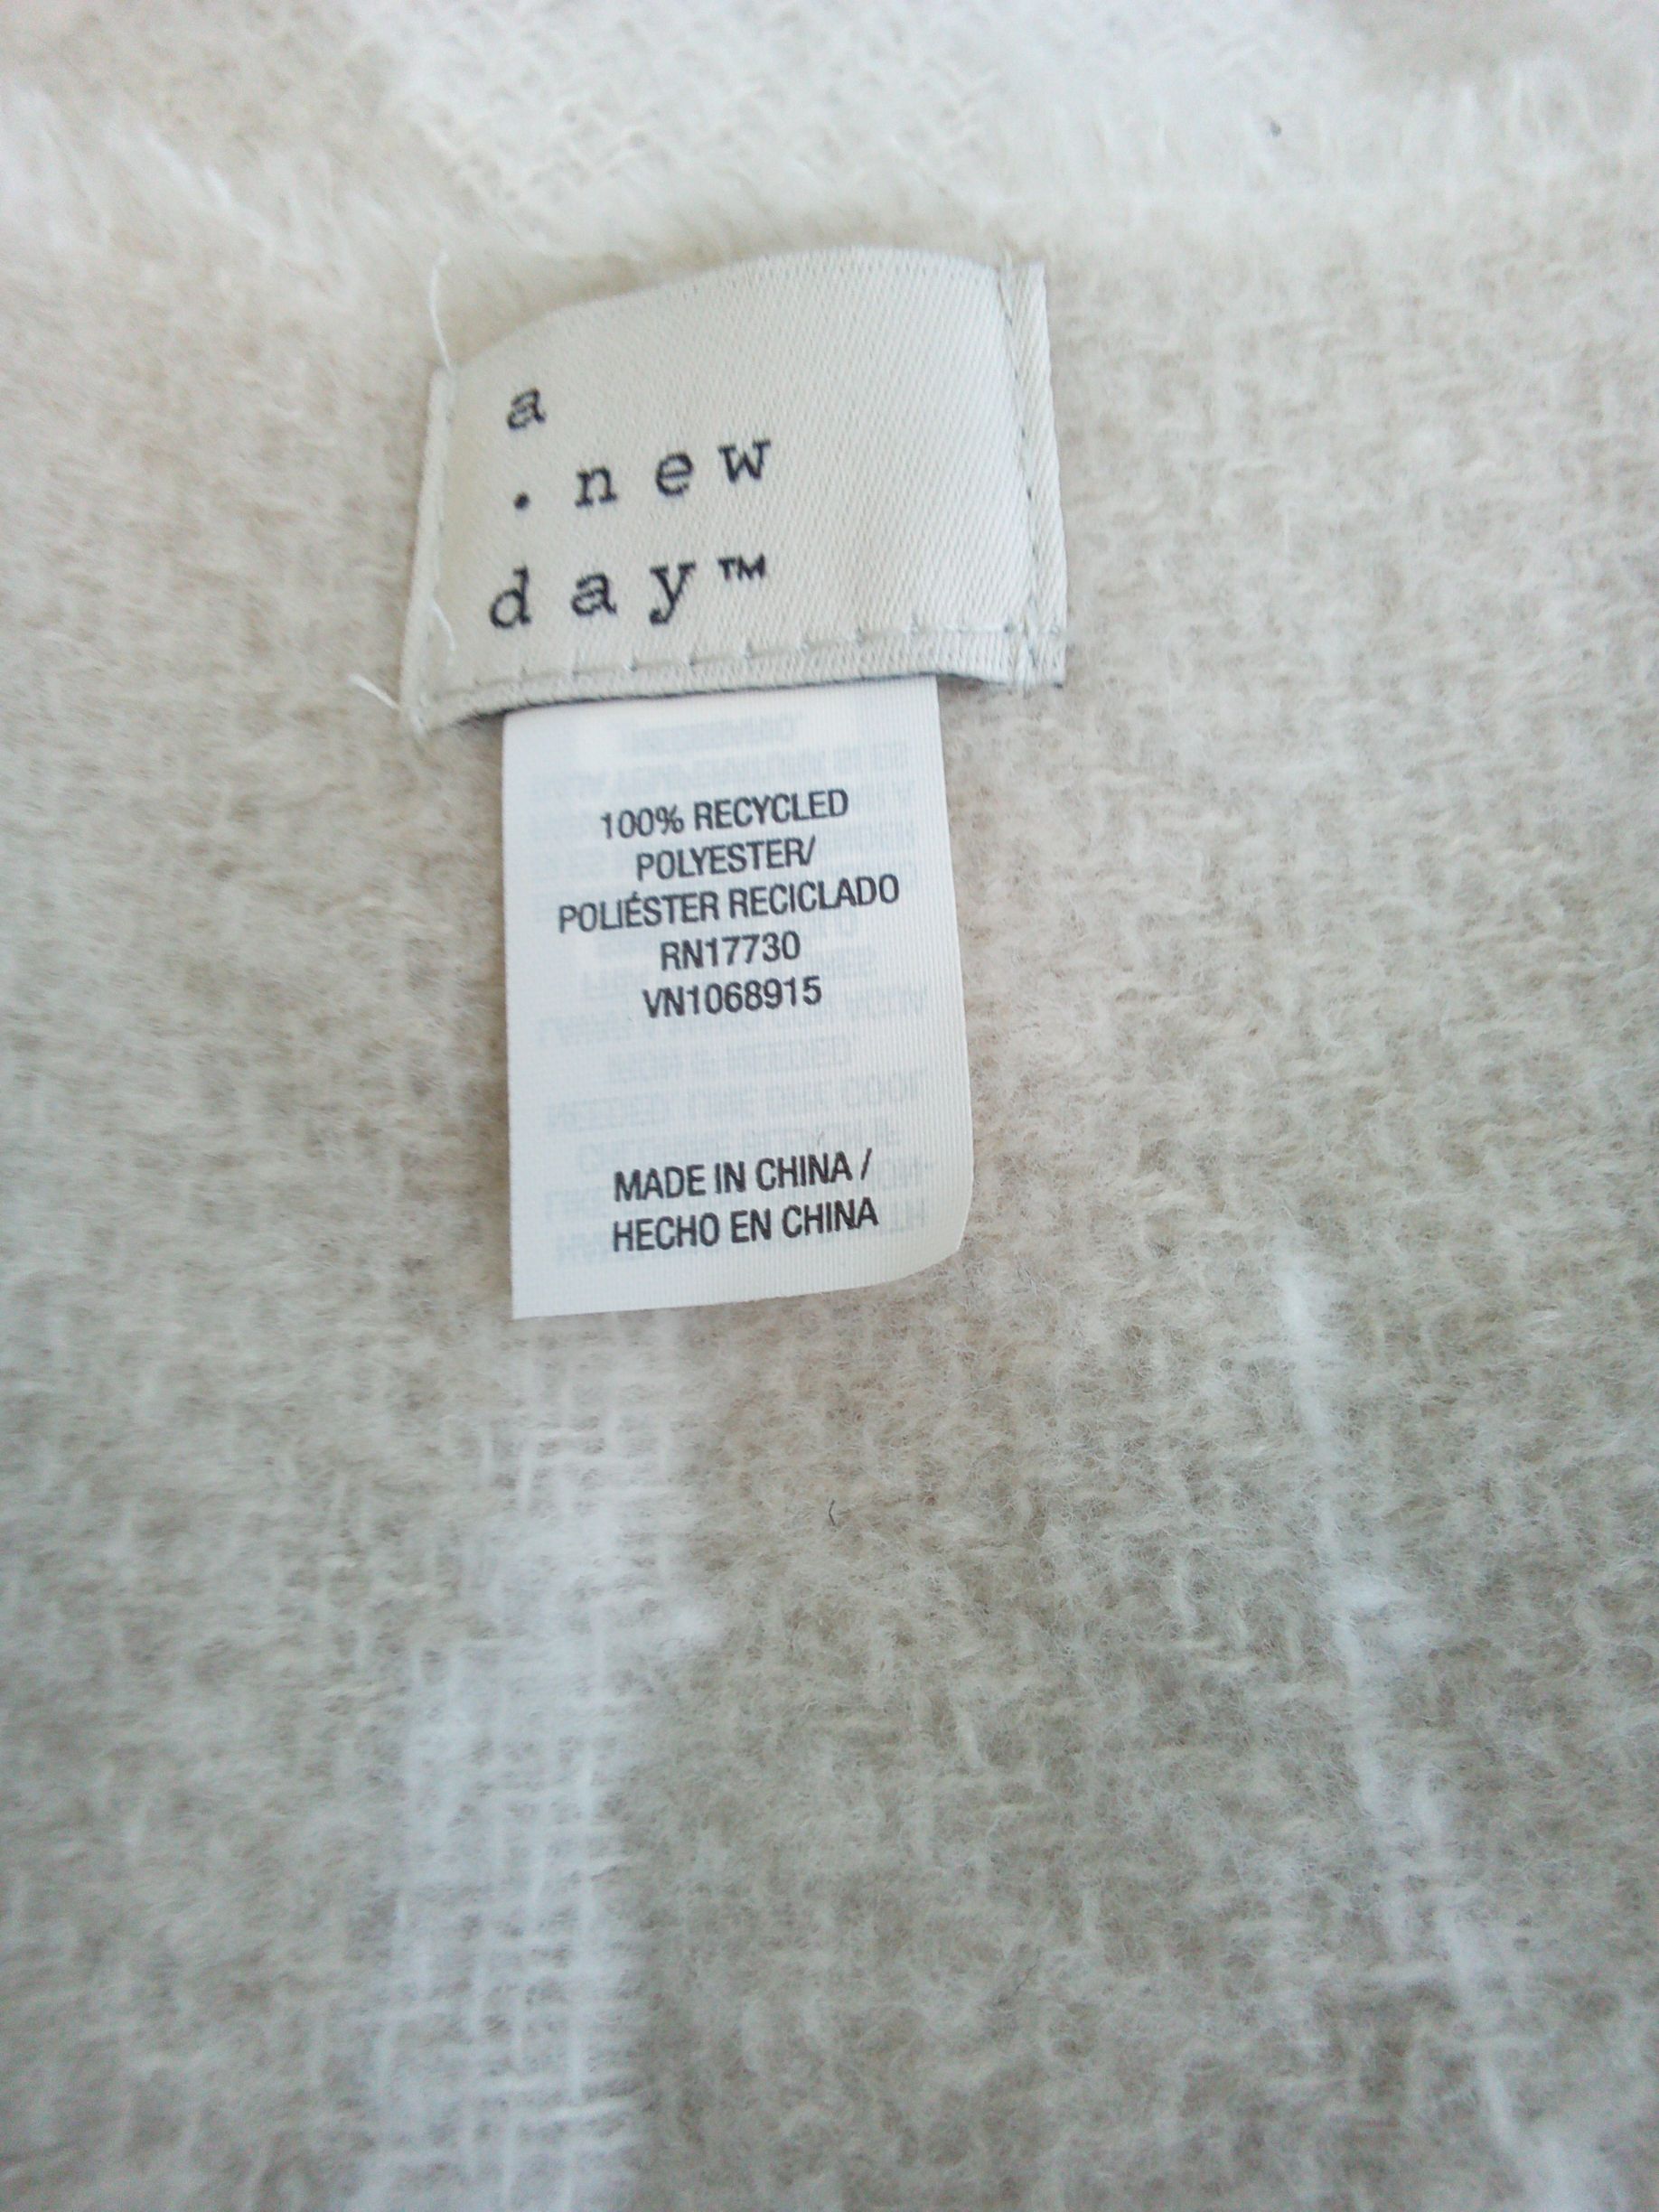 a
. new
day™
100% RECYCLED
POLYESTER/
POLIÉSTER RECICLADO
RN17730
VN1068915
MADE IN CHINA /
HECHO EN CHINA